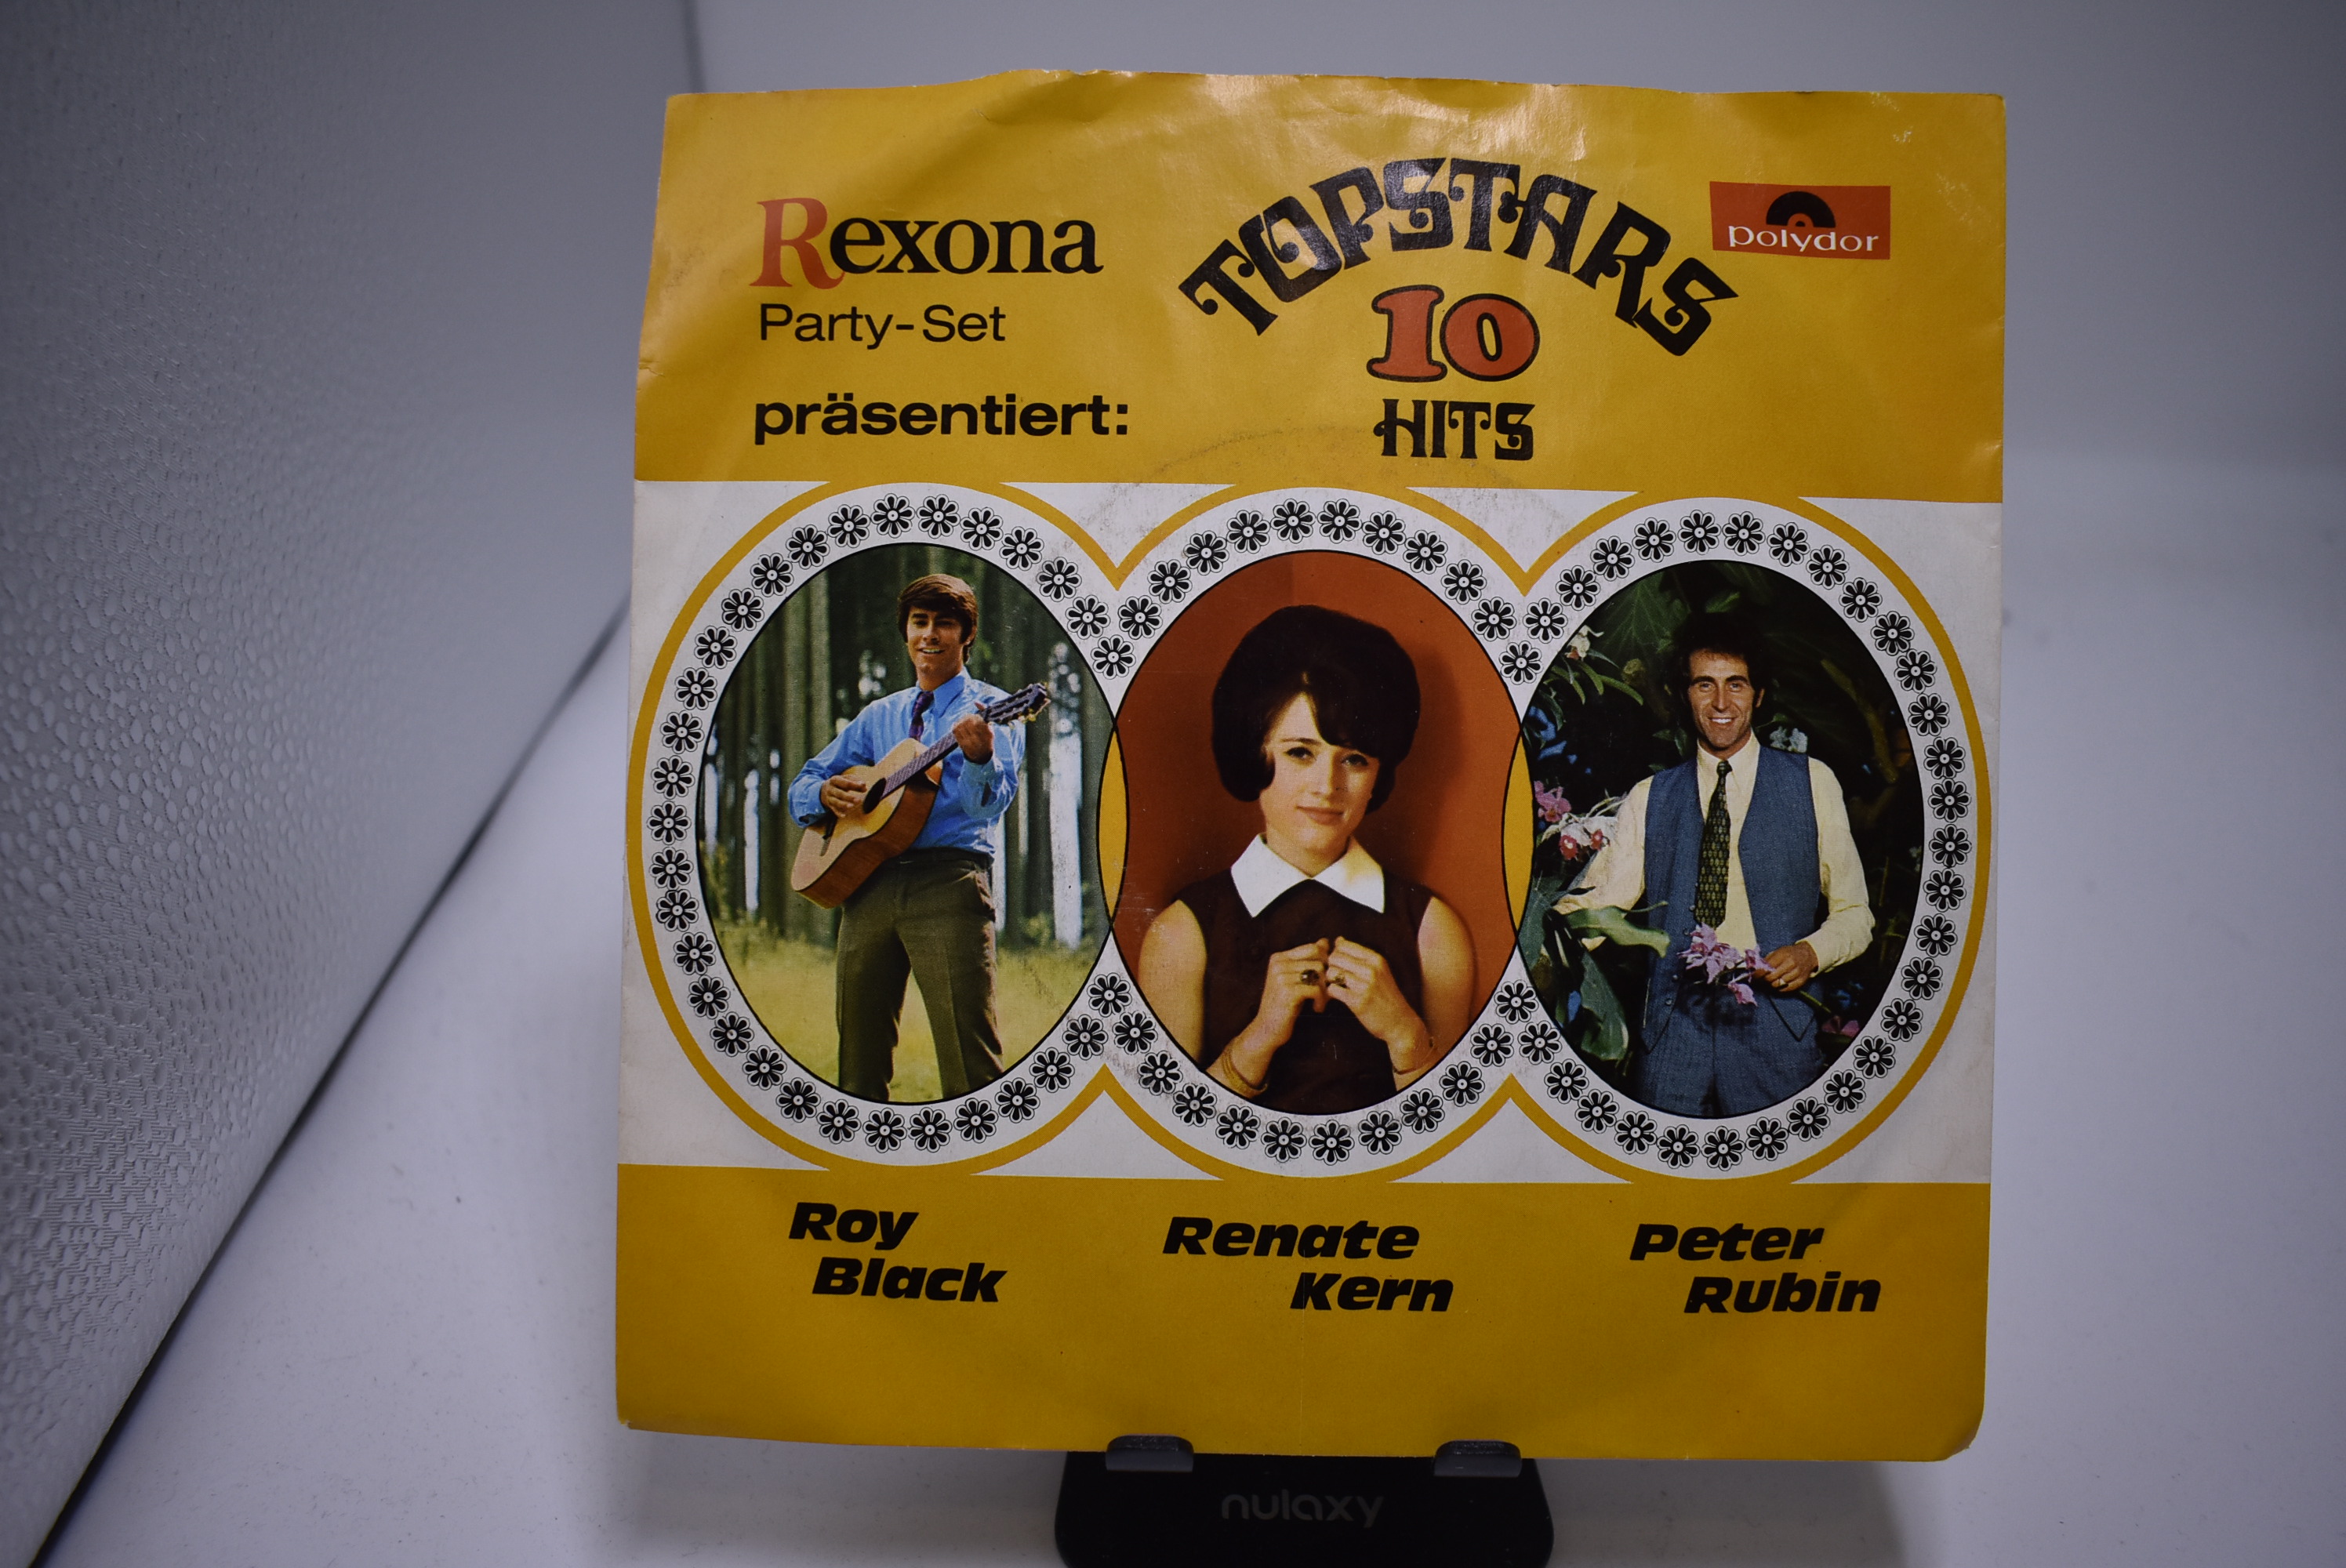 Rexona
Party-Set
präsentiert:
TOPSTARS
10
HITS
polydor
Roy
Black
Renate
Kern
Peter
Rubin
nulaxy